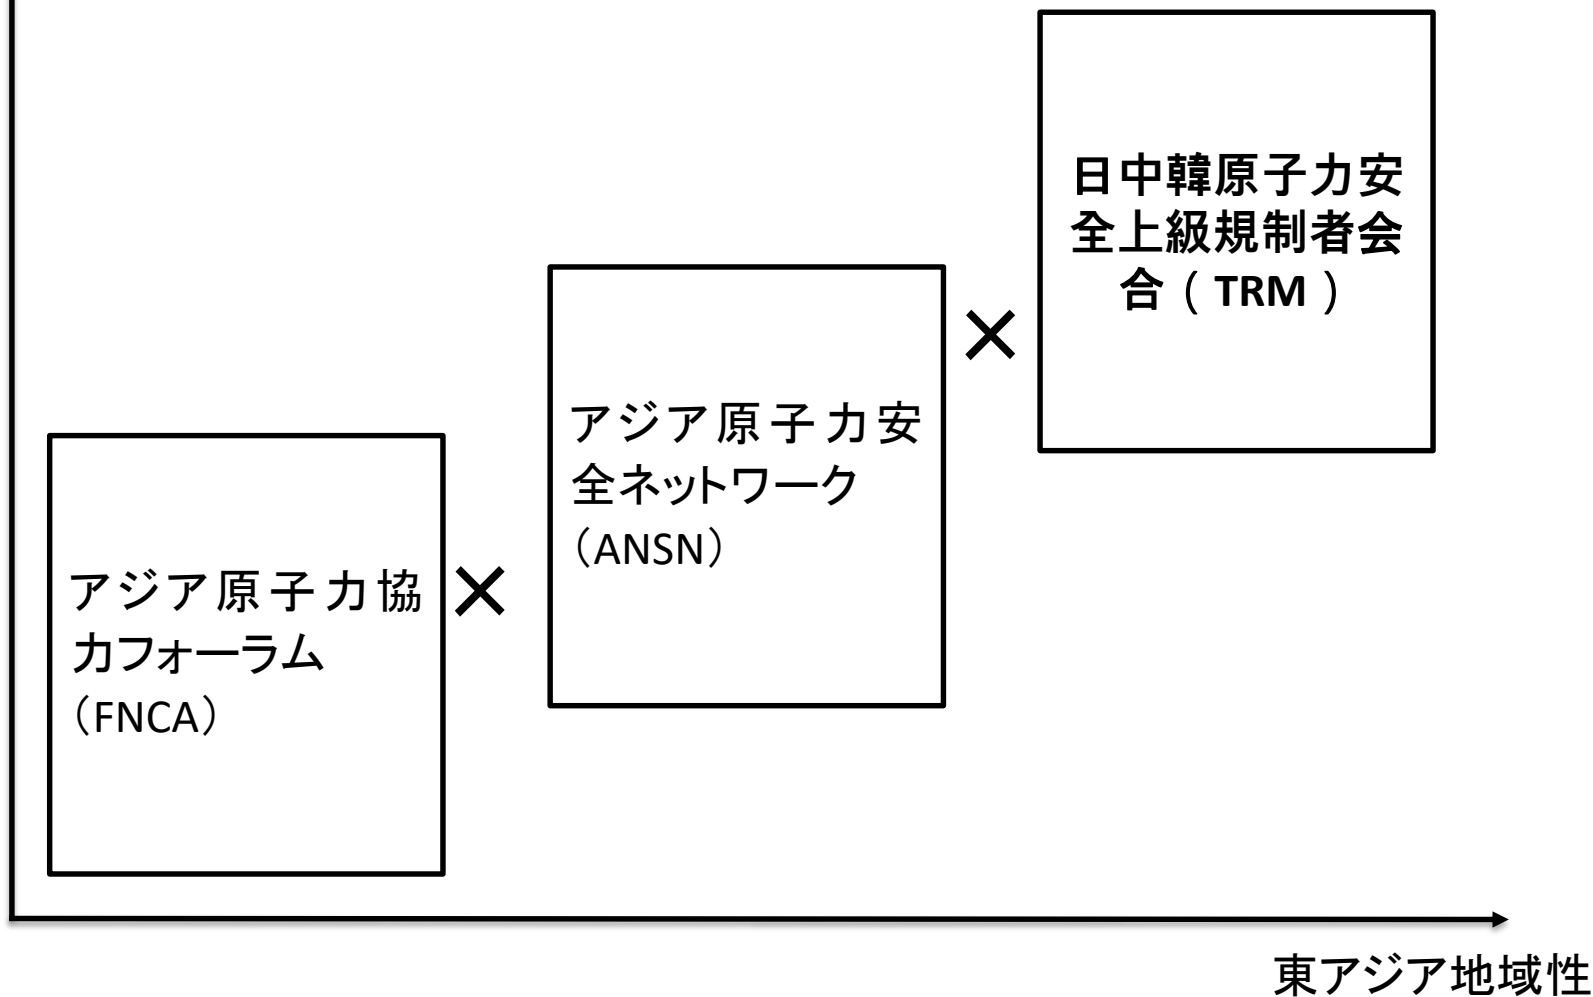 日中韓原子力安
全上級規制者会
合（TRM）
アジア原子力安
全ネットワーク
（ANSN）
アジア原子力協
力フォーラム
（FNCA）
東アジア地域性